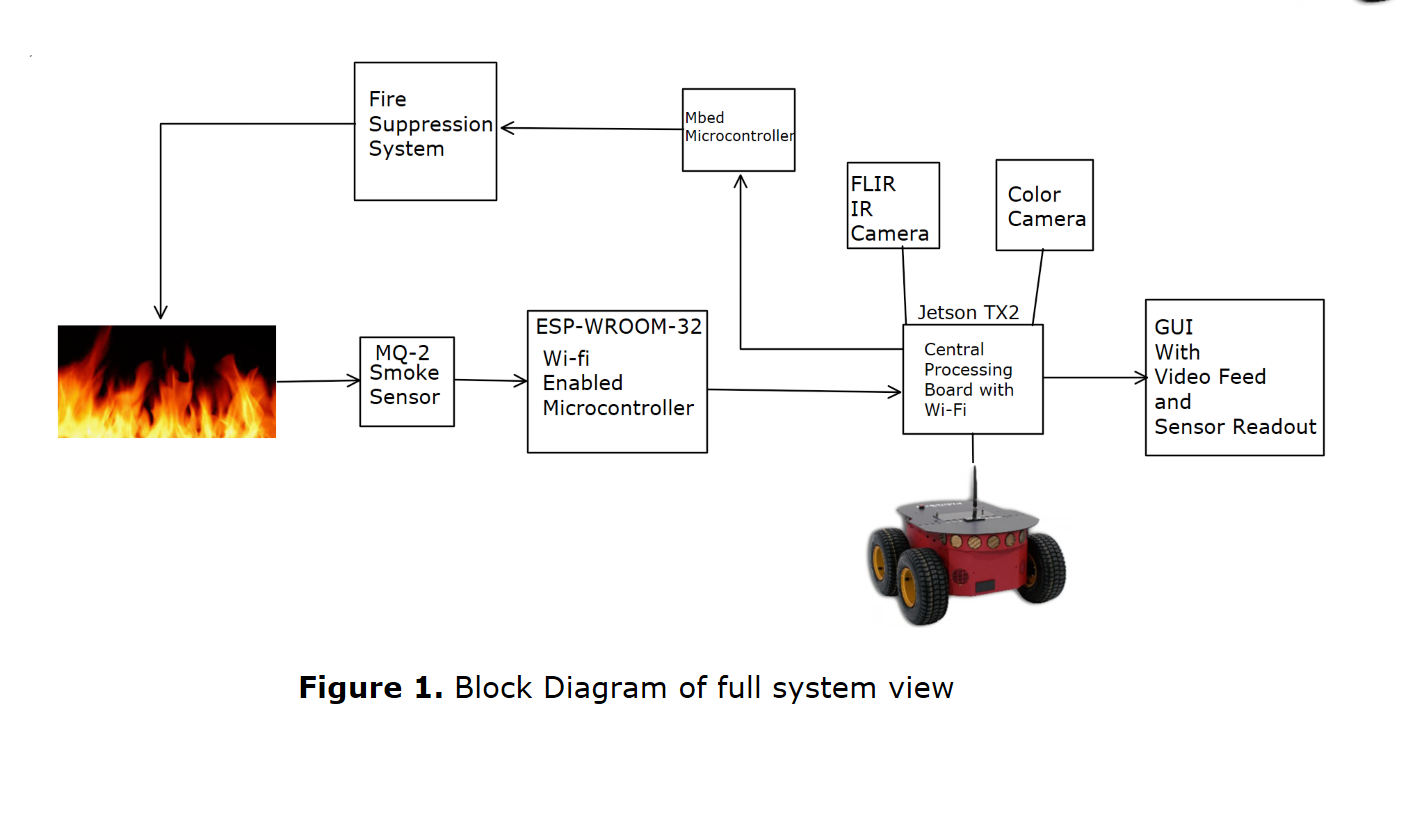 Fire
Suppression
System
Mbed
Microcontroller
FLIR
IR
Camera
Color
Camera
MQ-2
Smoke
Sensor
ESP-WROOM-32
Wi-fi
Enabled
Microcontroller
Jetson TX2
Central
Processing
Board with
Wi-Fi
GUI
With
Video Feed
and
Sensor Readout
Figure 1. Block Diagram of full system view